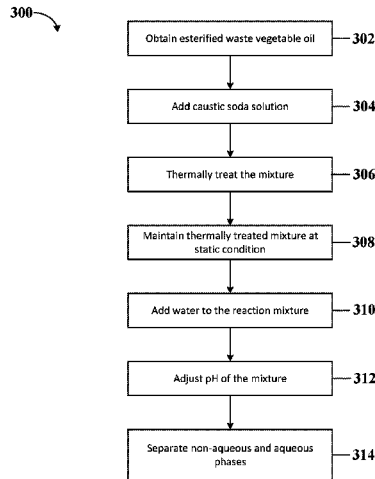 300
Obtain esterified waste vegetable oil
302
Add caustic soda solution
304
Thermally treat the mixture
306
Maintain thermally treated mixture at
static condition
308
Add water to the reaction mixture
310
Adjust pH of the mixture
312
Separate non-aqueous and aqueous
phases
314